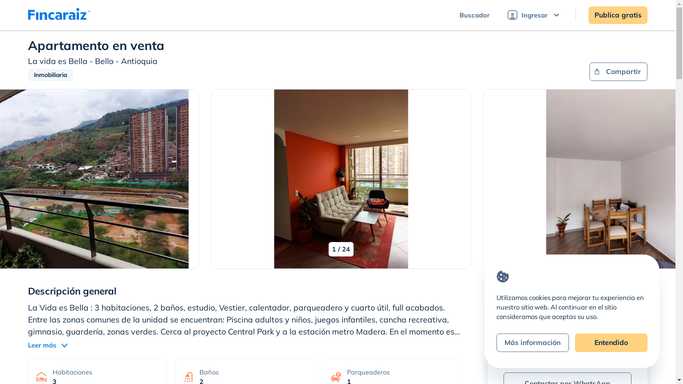 Fincaraiz
Buscador
Ingresar
Publica gratis
Apartamento en venta
La vida es Bella - Bello - Antioquia
Inmobiliaria
Compartir
1 / 24
Descripción general
La Vida es Bella : 3 habitaciones, 2 baños, estudio, Vestier, calentador, parqueadero y cuarto útil, full acabados.
Entre las zonas comunes de la unidad se encuentran: Piscina adultos y niños, juegos infantiles, cancha recreativa,
gimnasio, guardería, zonas verdes. Cerca al proyecto Central Park y a la estación metro Madera. En el momento es...
Leer más
Habitaciones
3
Baños
2
Parqueaderos
1
Utilizamos cookies para mejorar tu experiencia en
nuestro sitio web. Al continuar en el sitio
consideramos que aceptas su uso.
Más información
Entendido
Contactar por WhatsApp